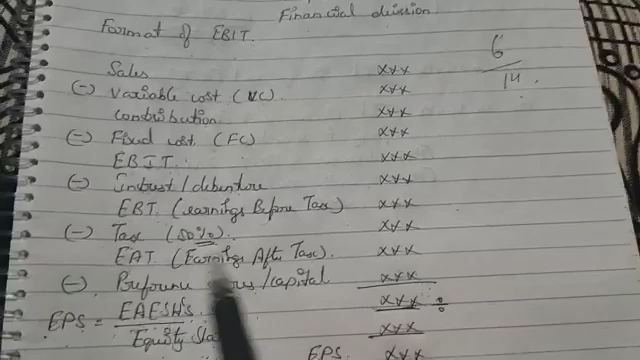 Financial decision
Format of EBIT.
6/14.
Sales xxx
(-) Variable cost (VC). xxx
Contribution xxx
(-) Fixed cost (FC) xxx
EBIT. xxx
(-) Interest/debenture xxx
EBT (earnings Before Tax) xxx
(-) Tax (50%). xxx
EAT (Earnings After Tax). xxx
(-) /capital xxx
xxx
EPS = EAESH's xxx
Equity
EPS. xxx